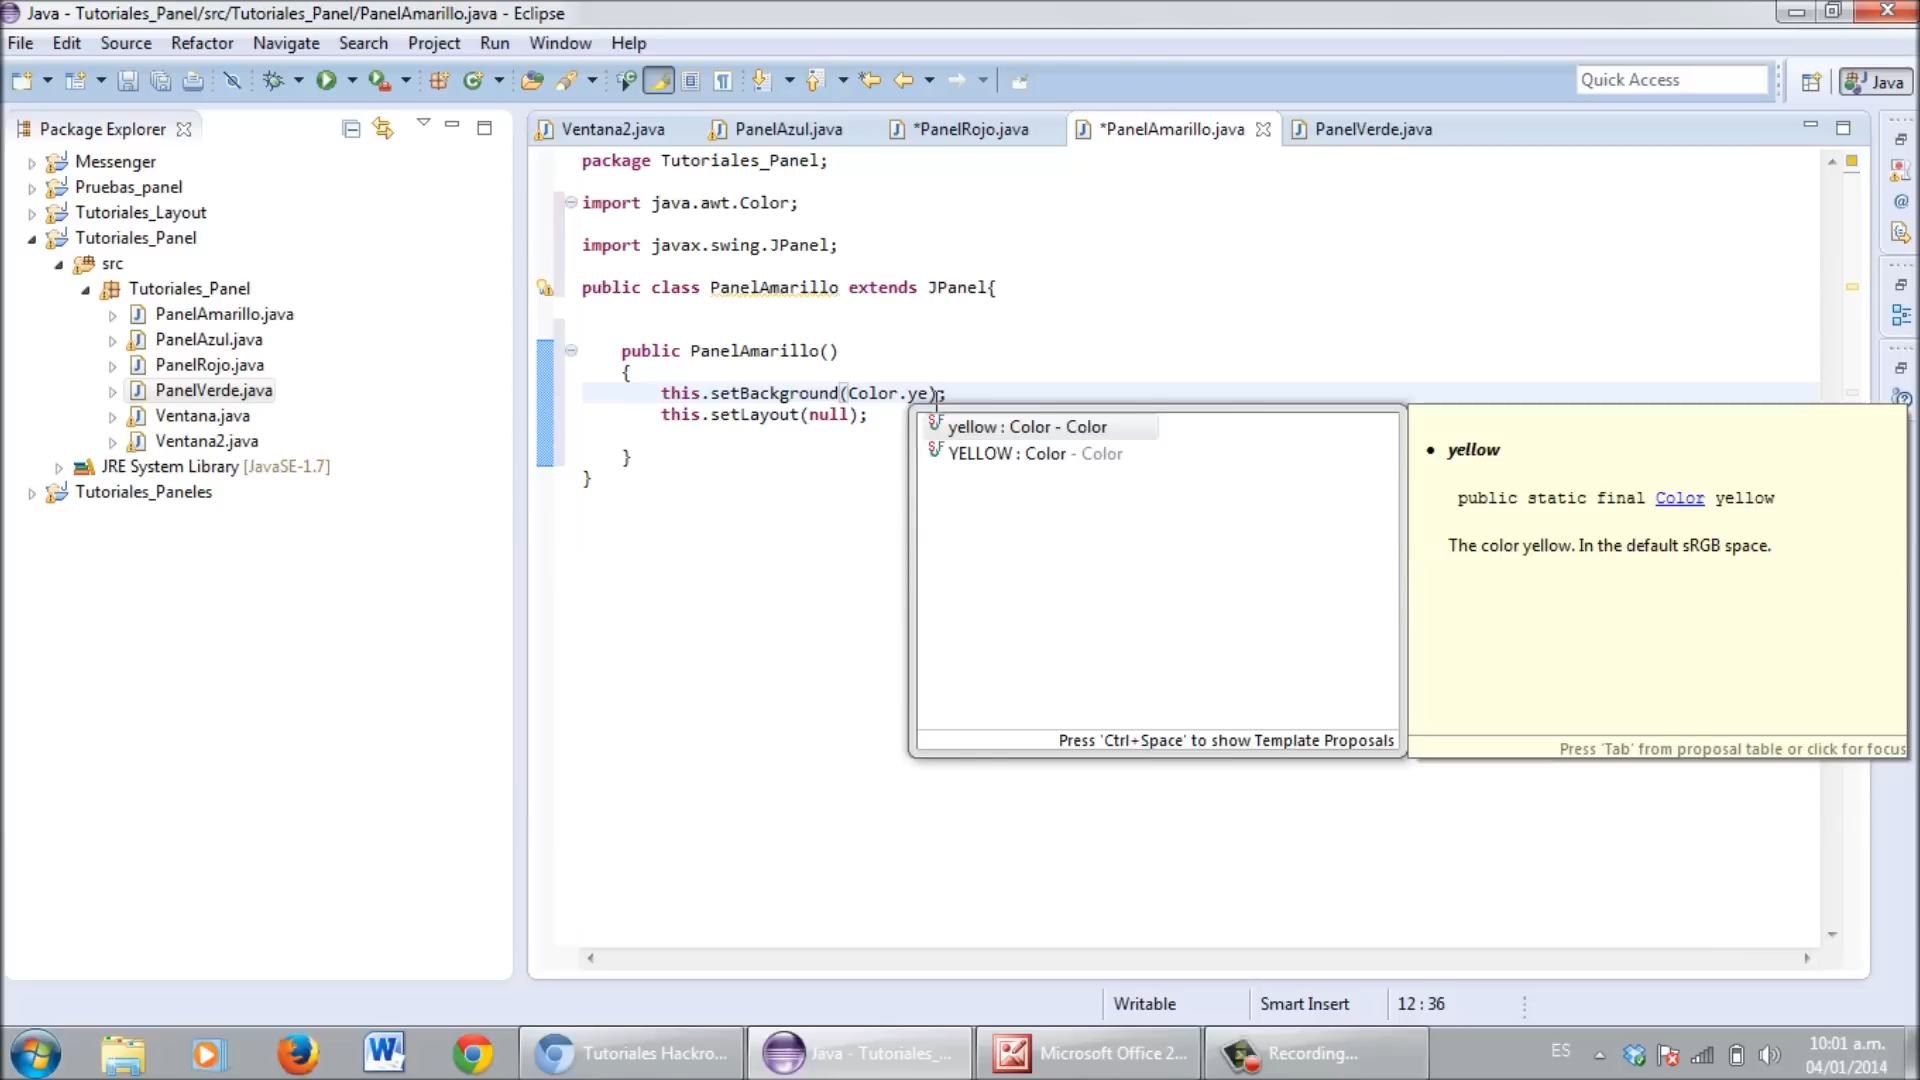 Java - Tutoriales_Panel/src/Tutoriales_Panel/PanelAmarillo.java - Eclipse
File Edit Source Refactor Navigate Search Project Run Window Help
Quick Access
Java
Package Explorer
Ventana2.java
PanelAzul.java
*PanelRojo.java
*PanelAmarillo.java
PanelVerde.java
Messenger
Pruebas_panel
Tutoriales_Layout
Tutoriales_Panel
src
Tutoriales_Panel
PanelAmarillo.java
PanelAzul.java
PanelRojo.java
PanelVerde.java
Ventana.java
Ventana2.java
JRE System Library [JavaSE-1.7]
Tutoriales_Paneles
package Tutoriales_Panel;
import java.awt.Color;
import javax.swing.JPanel;
public class PanelAmarillo extends JPanel{
public PanelAmarillo()
{
this.setBackground(Color.ye);
this.setLayout(null);
}
}
yellow : Color - Color
YELLOW : Color - Color
Press 'Ctrl+Space' to show Template Proposals
yellow
public static final Color yellow
The color yellow. In the default sRGB space.
Press 'Tab' from proposal table or click for focus
Writable
Smart Insert
12 : 36
Tutoriales Hackro...
Java - Tutoriales_...
Microsoft Office 2...
Recording...
ES
10:01 a.m.
04/01/2014